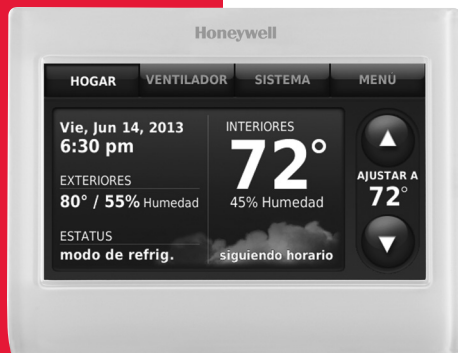 Honeywell
HOGAR VENTILADOR SISTEMA MENÚ
Vie, Jun 14, 2013
6:30 pm
EXTERIORES
80° / 55% Humedad
ESTATUS
modo de refrig.
INTERIORES
72°
45% Humedad
siguiendo horario
AJUSTAR A
72°